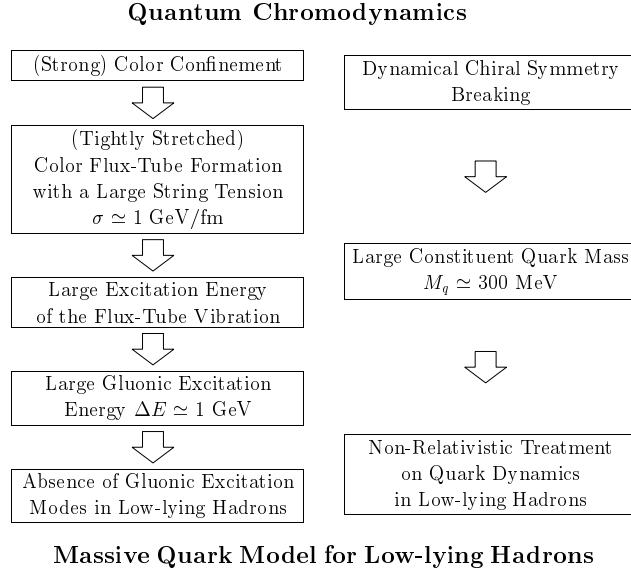 Quantum Chromodynamics
(Strong) Color Confinement
(Tightly Stretched)
Color Flux-Tube Formation
with a Large String Tension
σ ≃ 1 GeV/fm
Large Excitation Energy
of the Flux-Tube Vibration
Large Gluonic Excitation
Energy ΔE ≃ 1 GeV
Absence of Gluonic Excitation
Modes in Low-lying Hadrons
Dynamical Chiral Symmetry
Breaking
Large Constituent Quark Mass
M_q ≃ 300 MeV
Non-Relativistic Treatment
on Quark Dynamics
in Low-lying Hadrons
Massive Quark Model for Low-lying Hadrons